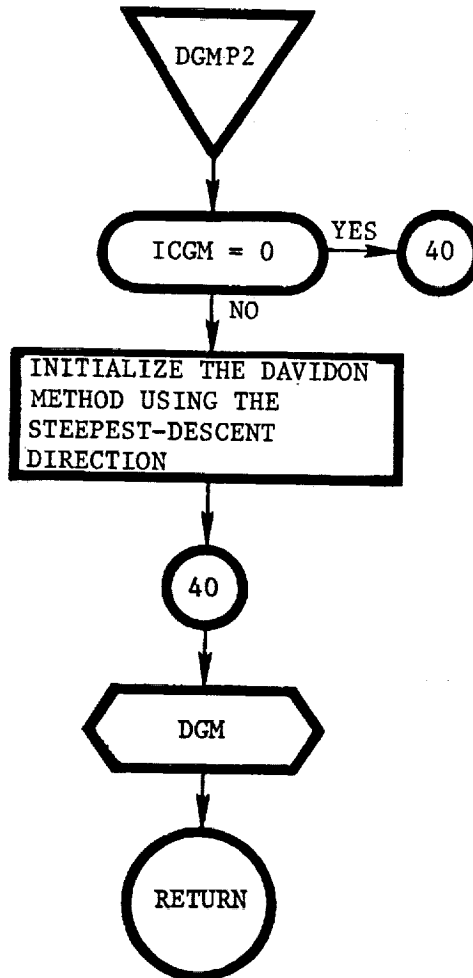 DGMP2
ICGM = 0
YES
40
NO
INITIALIZE THE DAVIDON
METHOD USING THE
STEEPEST-DESCENT
DIRECTION
40
DGM
RETURN